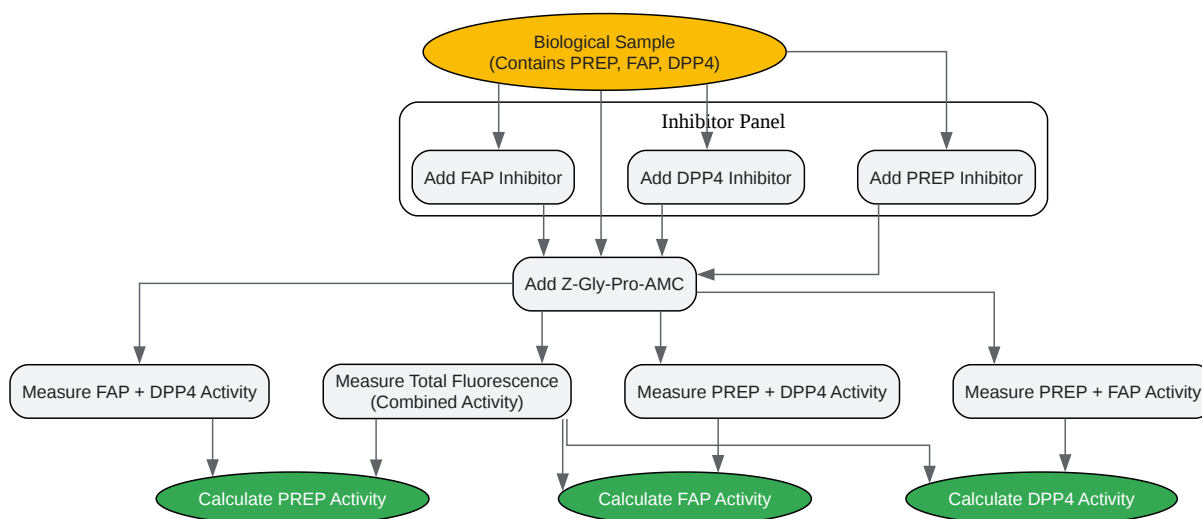 Biological Sample
(Contains PREP, FAP, DPP4)
Inhibitor Panel
Add FAP Inhibitor
Add DPP4 Inhibitor
Add PREP Inhibitor
Add Z-Gly-Pro-AMC
Measure FAP + DPP4 Activity
Measure Total Fluorescence
(Combined Activity)
Measure PREP + DPP4 Activity
Measure PREP + FAP Activity
Calculate PREP Activity
Calculate FAP Activity
Calculate DPP4 Activity